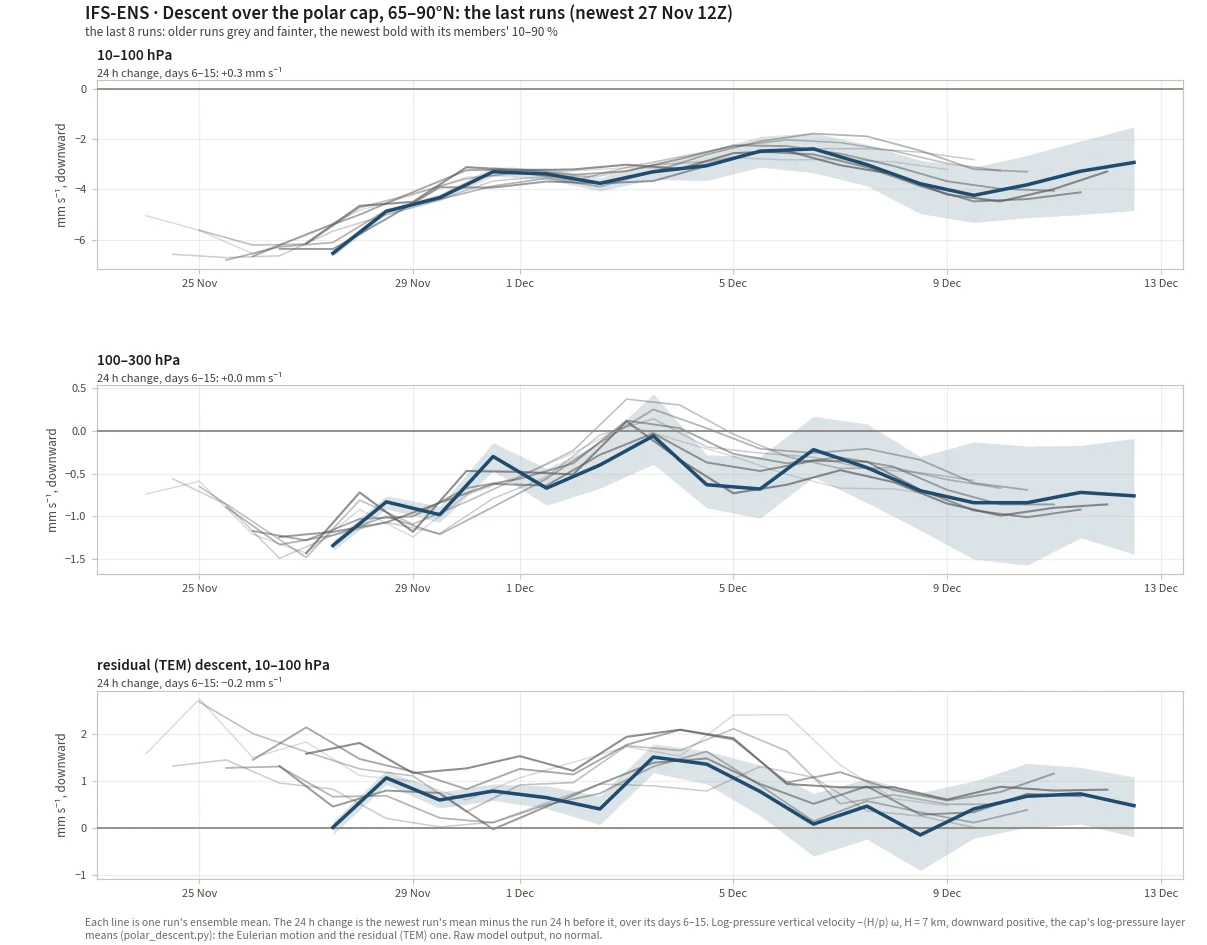 IFS-ENS · Descent over the polar cap, 65–90°N: the last runs (newest 27 Nov 12Z)
the last 8 runs: older runs grey and fainter, the newest bold with its members' 10–90 %
10–100 hPa
24 h change, days 6–15: +0.3 mm s⁻¹
mm s⁻¹, downward
0
−2
−4
−6
25 Nov 29 Nov 1 Dec 5 Dec 9 Dec 13 Dec
100–300 hPa
24 h change, days 6–15: +0.0 mm s⁻¹
mm s⁻¹, downward
0.5
0.0
−0.5
−1.0
−1.5
25 Nov 29 Nov 1 Dec 5 Dec 9 Dec 13 Dec
residual (TEM) descent, 10–100 hPa
24 h change, days 6–15: −0.2 mm s⁻¹
mm s⁻¹, downward
2
1
0
−1
25 Nov 29 Nov 1 Dec 5 Dec 9 Dec 13 Dec
Each line is one run's ensemble mean. The 24 h change is the newest run's mean minus the run 24 h before it, over its days 6–15. Log-pressure vertical velocity −(H/p) ω, H = 7 km, downward positive, the cap's log-pressure layer
means (polar_descent.py): the Eulerian motion and the residual (TEM) one. Raw model output, no normal.